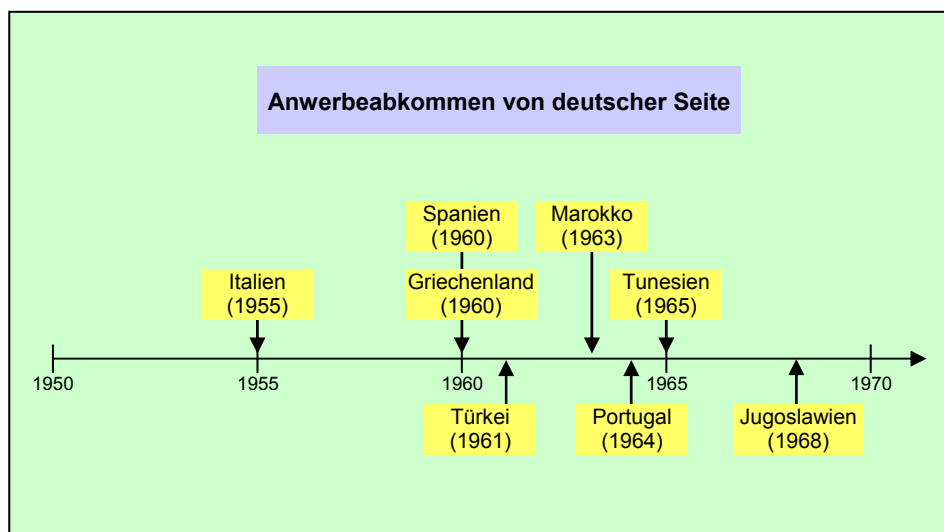 Anwerbeabkommen von deutscher Seite
Spanien
(1960)
Marokko
(1963)
Italien
(1955)
Griechenland
(1960)
Tunesien
(1965)
1950
1955
1960
1965
1970
Türkei
(1961)
Portugal
(1964)
Jugoslawien
(1968)